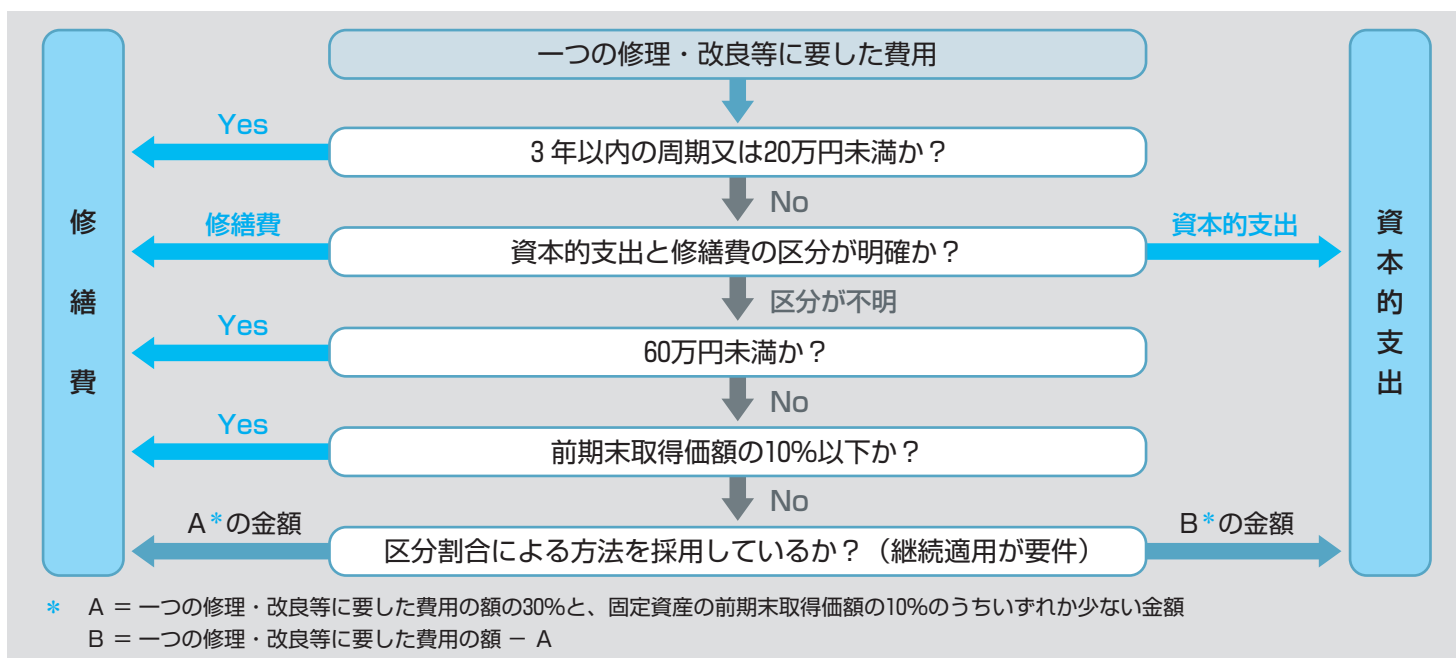 一つの修理・改良等に要した費用
Yes
3年以内の周期又は20万円未満か？
No
修繕費
修繕費
資本的支出と修繕費の区分が明確か？
資本的支出
資本的支出
区分が不明
Yes
60万円未満か？
No
Yes
前期末取得価額の10%以下か？
No
A*の金額
区分割合による方法を採用しているか？（継続適用が要件）
B*の金額
* A ＝ 一つの修理・改良等に要した費用の額の30%と、固定資産の前期末取得価額の10%のうちいずれか少ない金額
B ＝ 一つの修理・改良等に要した費用の額 － A